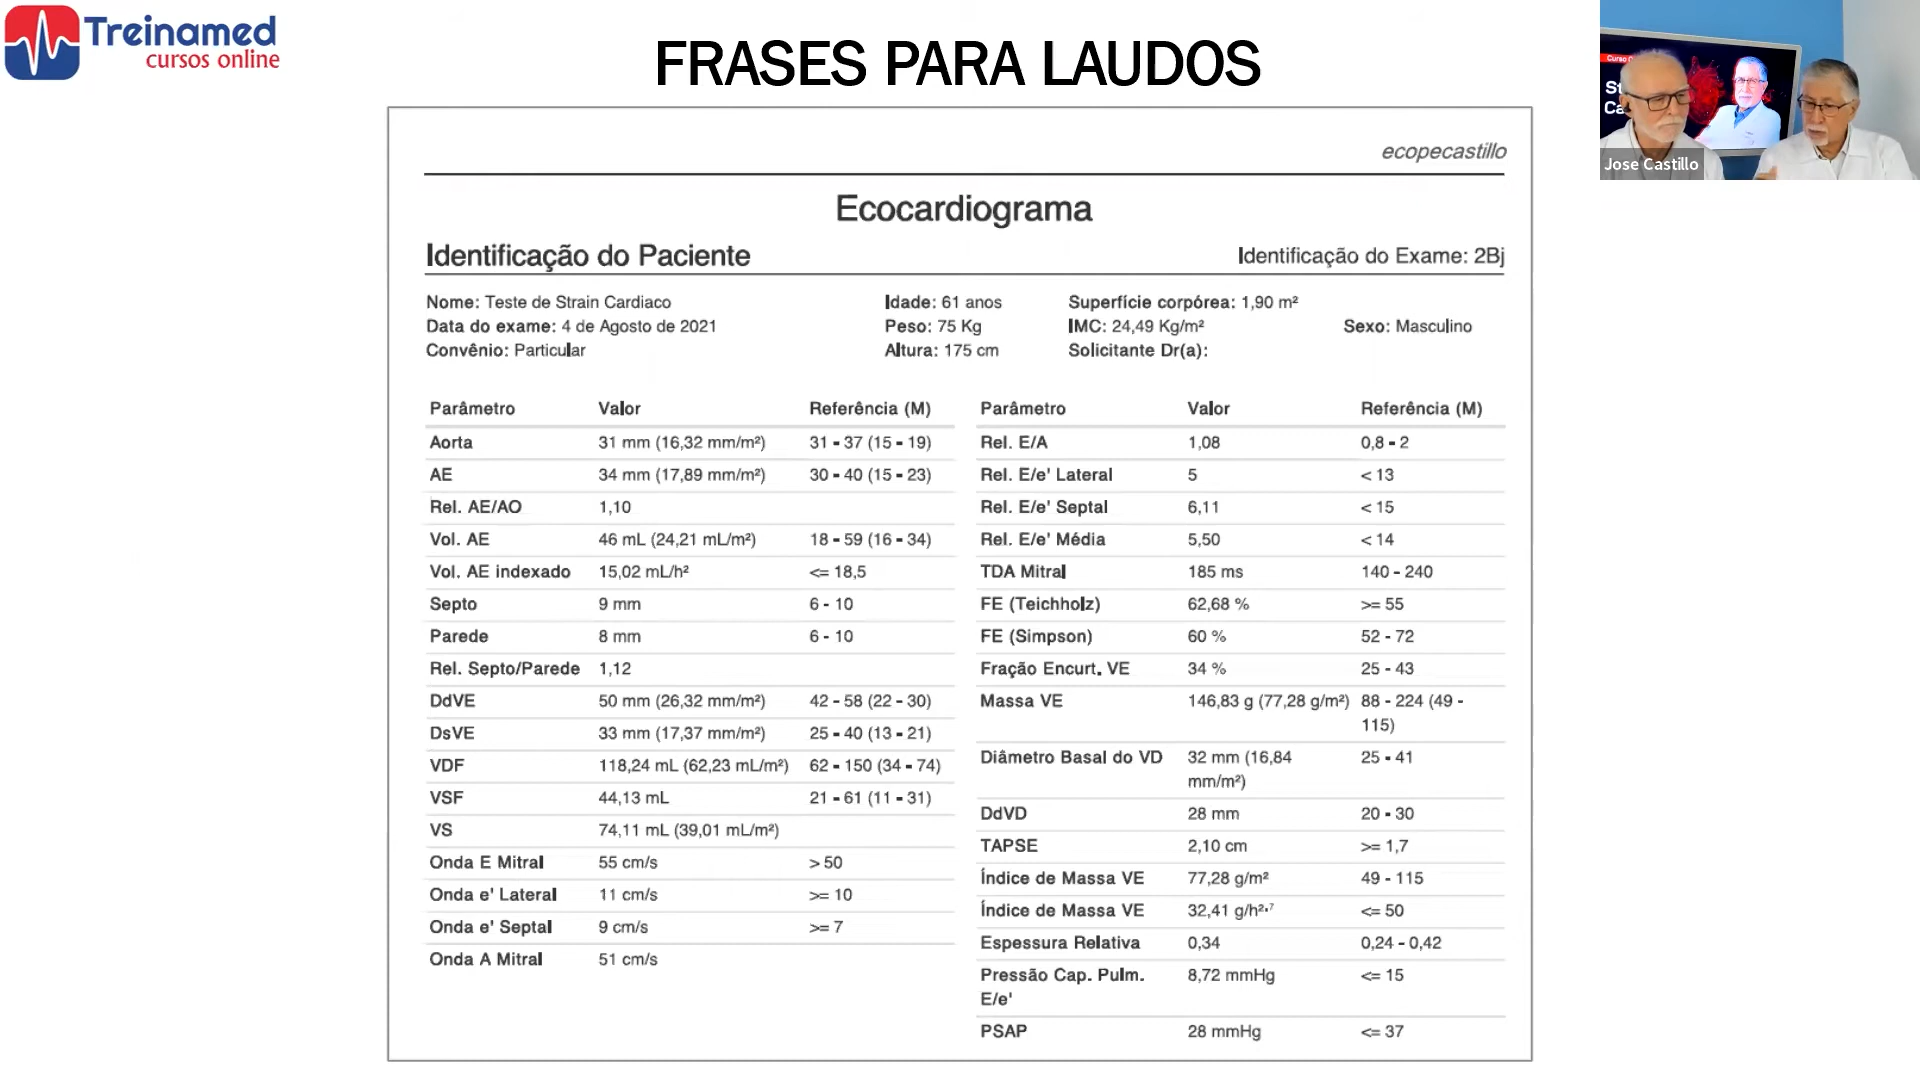 Treinamed
cursos online
FRASES PARA LAUDOS
Curso
St
Ca
Jose Castillo
ecopecastillo
Ecocardiograma
Identificação do Paciente
Identificação do Exame: 2Bj
Nome: Teste de Strain Cardiaco Idade: 61 anos Superfície corpórea: 1,90 m²
Data do exame: 4 de Agosto de 2021 Peso: 75 Kg IMC: 24,49 Kg/m² Sexo: Masculino
Convênio: Particular Altura: 175 cm Solicitante Dr(a):
Parâmetro Valor Referência (M)
Aorta 31 mm (16,32 mm/m²) 31 - 37 (15 - 19)
AE 34 mm (17,89 mm/m²) 30 - 40 (15 - 23)
Rel. AE/AO 1,10
Vol. AE 46 mL (24,21 mL/m²) 18 - 59 (16 - 34)
Vol. AE indexado 15,02 mL/h² <= 18,5
Septo 9 mm 6 - 10
Parede 8 mm 6 - 10
Rel. Septo/Parede 1,12
DdVE 50 mm (26,32 mm/m²) 42 - 58 (22 - 30)
DsVE 33 mm (17,37 mm/m²) 25 - 40 (13 - 21)
VDF 118,24 mL (62,23 mL/m²) 62 - 150 (34 - 74)
VSF 44,13 mL 21 - 61 (11 - 31)
VS 74,11 mL (39,01 mL/m²)
Onda E Mitral 55 cm/s > 50
Onda e' Lateral 11 cm/s >= 10
Onda e' Septal 9 cm/s >= 7
Onda A Mitral 51 cm/s
Parâmetro Valor Referência (M)
Rel. E/A 1,08 0,8 - 2
Rel. E/e' Lateral 5 < 13
Rel. E/e' Septal 6,11 < 15
Rel. E/e' Média 5,50 < 14
TDA Mitral 185 ms 140 - 240
FE (Teichholz) 62,68 % >= 55
FE (Simpson) 60 % 52 - 72
Fração Encurt. VE 34 % 25 - 43
Massa VE 146,83 g (77,28 g/m²) 88 - 224 (49 -
115)
Diâmetro Basal do VD 32 mm (16,84 25 - 41
mm/m²)
DdVD 28 mm 20 - 30
TAPSE 2,10 cm >= 1,7
Índice de Massa VE 77,28 g/m² 49 - 115
Índice de Massa VE 32,41 g/h²·⁷ <= 50
Espessura Relativa 0,34 0,24 - 0,42
Pressão Cap. Pulm. 8,72 mmHg <= 15
E/e'
PSAP 28 mmHg <= 37